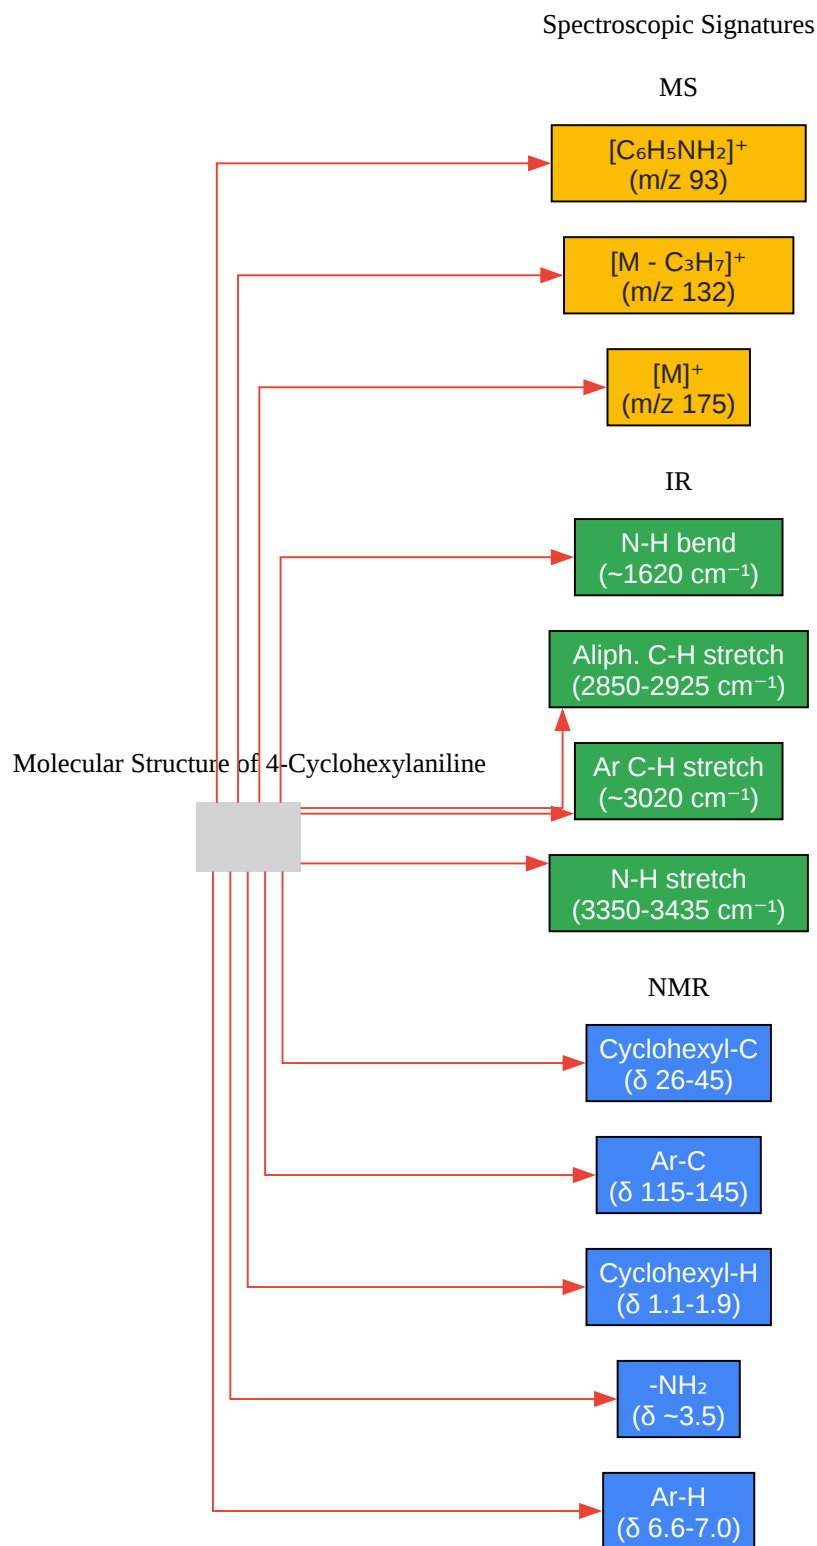 Spectroscopic Signatures
MS
[C₆H₅NH₂]⁺
(m/z 93)
[M - C₃H₇]⁺
(m/z 132)
[M]⁺
(m/z 175)
IR
N-H bend
(~1620 cm⁻¹)
Aliph. C-H stretch
(2850-2925 cm⁻¹)
Molecular Structure of 4-Cyclohexylaniline
Ar C-H stretch
(~3020 cm⁻¹)
N-H stretch
(3350-3435 cm⁻¹)
NMR
Cyclohexyl-C
(δ 26-45)
Ar-C
(δ 115-145)
Cyclohexyl-H
(δ 1.1-1.9)
-NH₂
(δ ~3.5)
Ar-H
(δ 6.6-7.0)